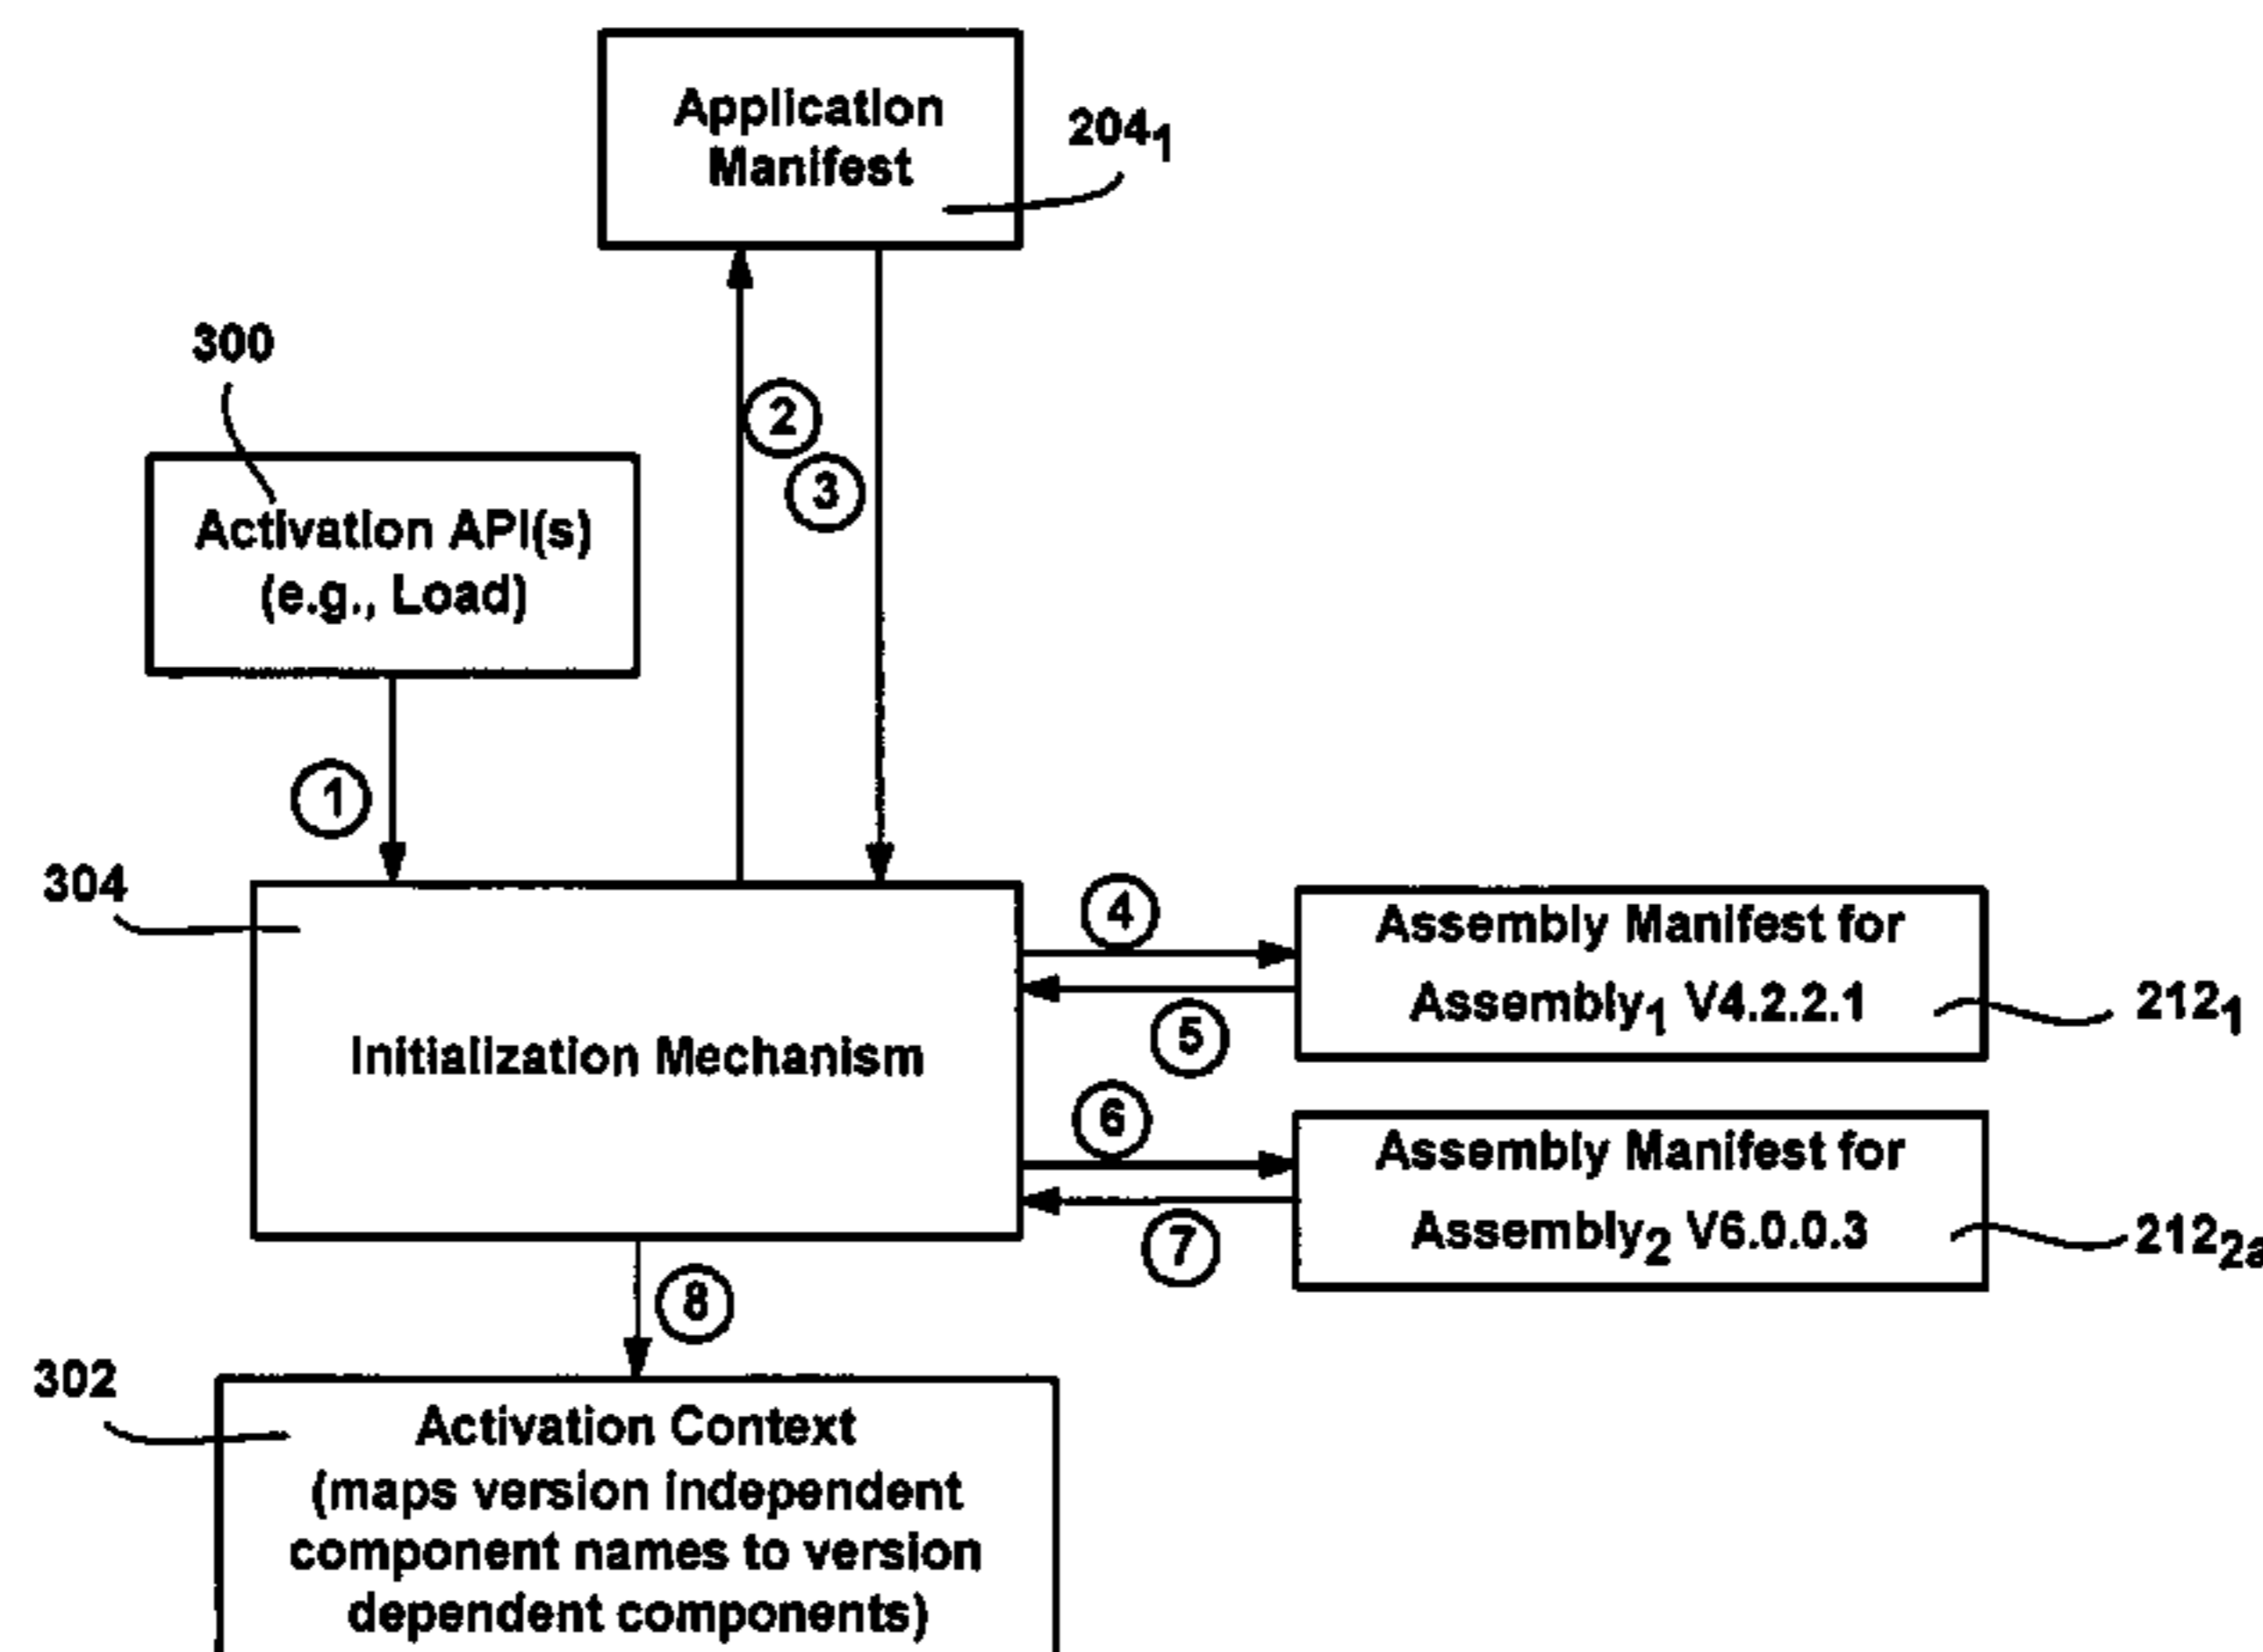 Application
Manifest
204₁
300
Activation API(s)
(e.g., Load)
2
3
1
304
Initialization Mechanism
4
5
Assembly Manifest for
Assembly₁ V4.2.2.1
212₁
6
7
Assembly Manifest for
Assembly₂ V6.0.0.3
212₂ₐ
8
302
Activation Context
(maps version independent
component names to version
dependent components)